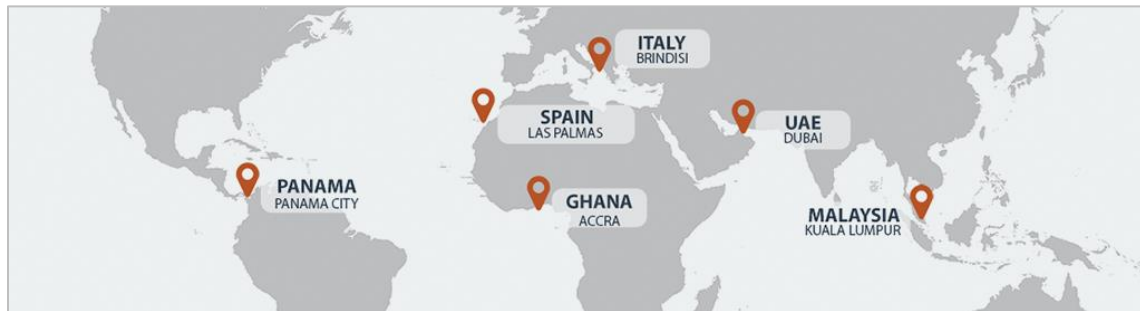 ITALY
BRINDISI
SPAIN
LAS PALMAS
UAE
DUBAI
PANAMA
PANAMA CITY
GHANA
ACCRA
MALAYSIA
KUALA LUMPUR